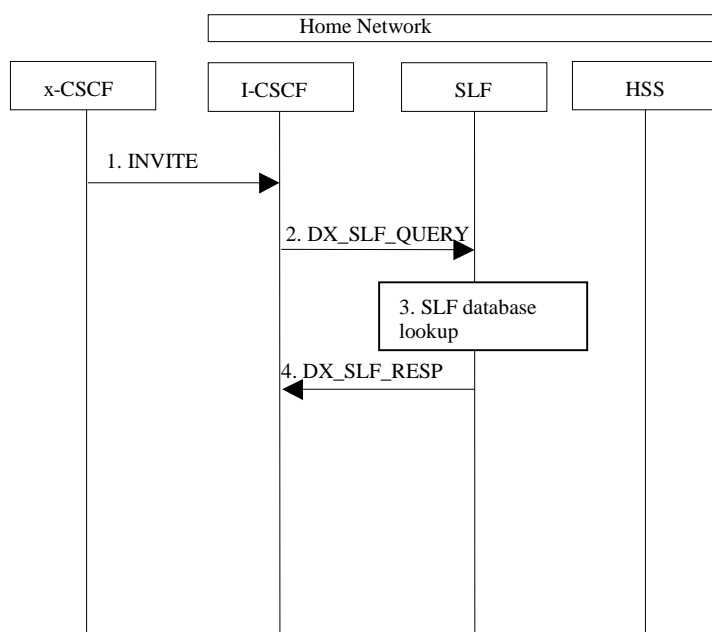 Home Network
x-CSCF
I-CSCF
SLF
HSS
1. INVITE
2. DX_SLF_QUERY
3. SLF database
lookup
4. DX_SLF_RESP